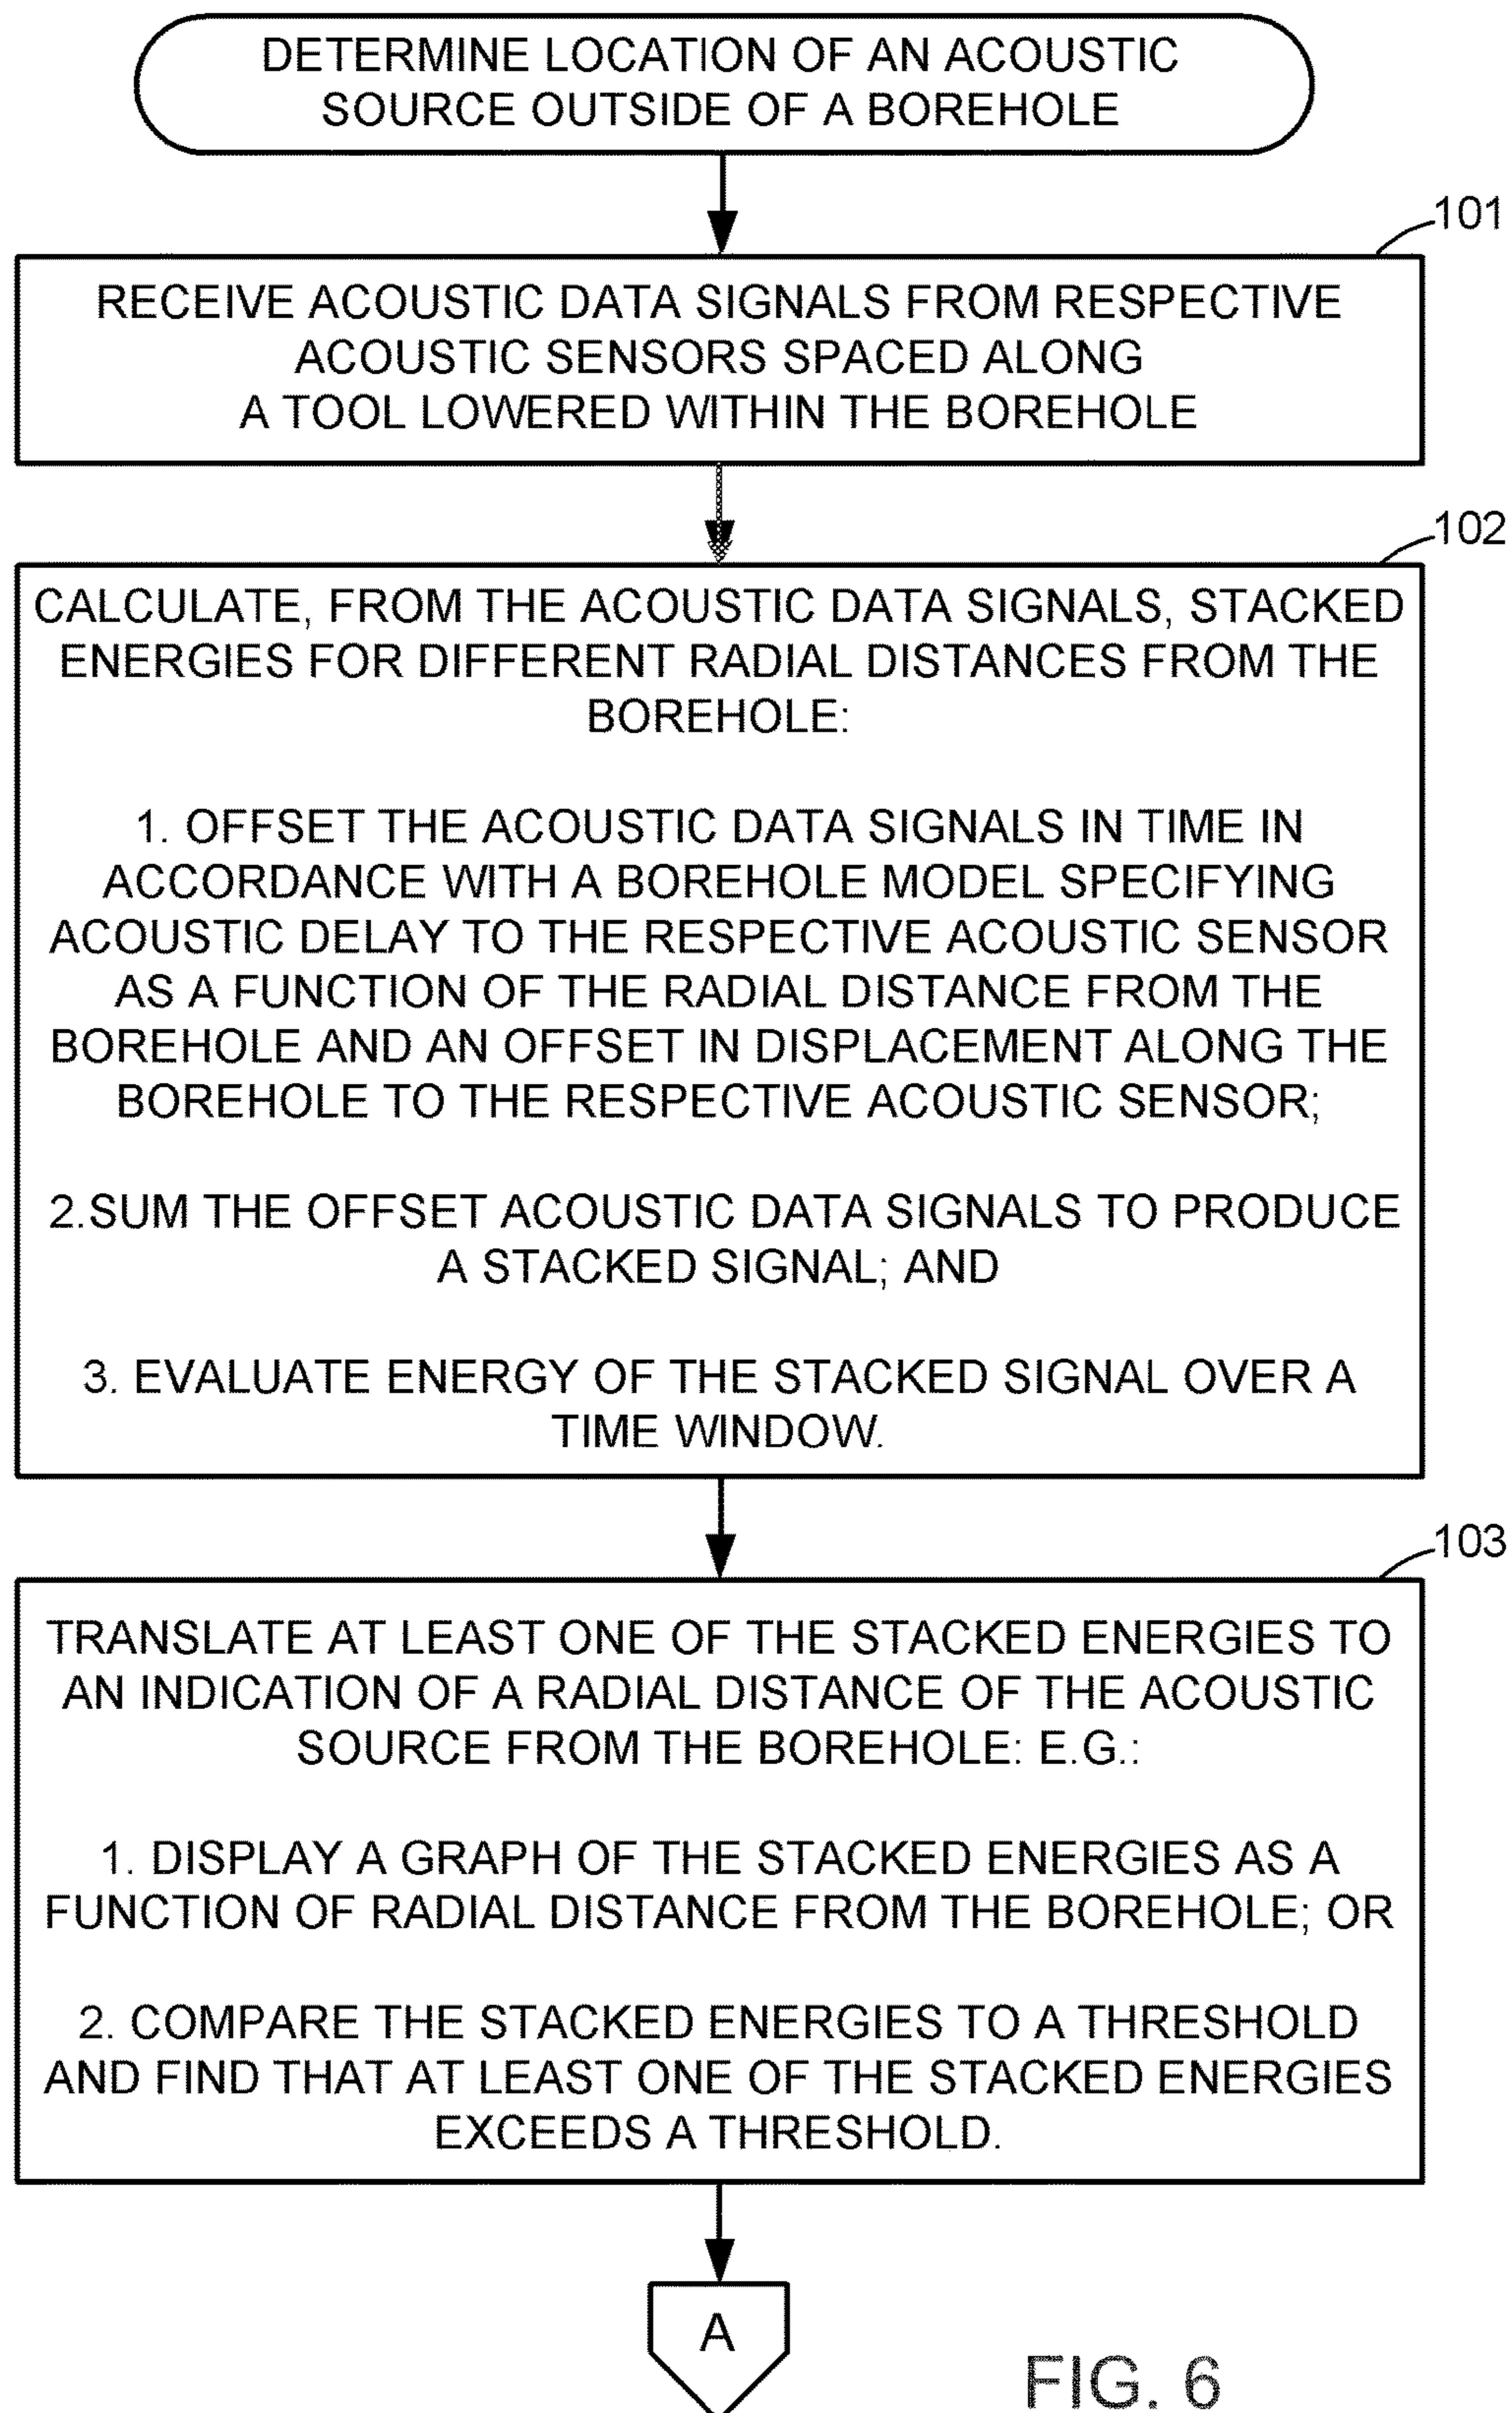 DETERMINE LOCATION OF AN ACOUSTIC
SOURCE OUTSIDE OF A BOREHOLE
101
RECEIVE ACOUSTIC DATA SIGNALS FROM RESPECTIVE
ACOUSTIC SENSORS SPACED ALONG
A TOOL LOWERED WITHIN THE BOREHOLE
102
CALCULATE, FROM THE ACOUSTIC DATA SIGNALS, STACKED
ENERGIES FOR DIFFERENT RADIAL DISTANCES FROM THE
BOREHOLE:
1. OFFSET THE ACOUSTIC DATA SIGNALS IN TIME IN
ACCORDANCE WITH A BOREHOLE MODEL SPECIFYING
ACOUSTIC DELAY TO THE RESPECTIVE ACOUSTIC SENSOR
AS A FUNCTION OF THE RADIAL DISTANCE FROM THE
BOREHOLE AND AN OFFSET IN DISPLACEMENT ALONG THE
BOREHOLE TO THE RESPECTIVE ACOUSTIC SENSOR;
2.SUM THE OFFSET ACOUSTIC DATA SIGNALS TO PRODUCE
A STACKED SIGNAL; AND
3. EVALUATE ENERGY OF THE STACKED SIGNAL OVER A
TIME WINDOW.
103
TRANSLATE AT LEAST ONE OF THE STACKED ENERGIES TO
AN INDICATION OF A RADIAL DISTANCE OF THE ACOUSTIC
SOURCE FROM THE BOREHOLE: E.G.:
1. DISPLAY A GRAPH OF THE STACKED ENERGIES AS A
FUNCTION OF RADIAL DISTANCE FROM THE BOREHOLE; OR
2. COMPARE THE STACKED ENERGIES TO A THRESHOLD
AND FIND THAT AT LEAST ONE OF THE STACKED ENERGIES
EXCEEDS A THRESHOLD.
A
FIG. 6